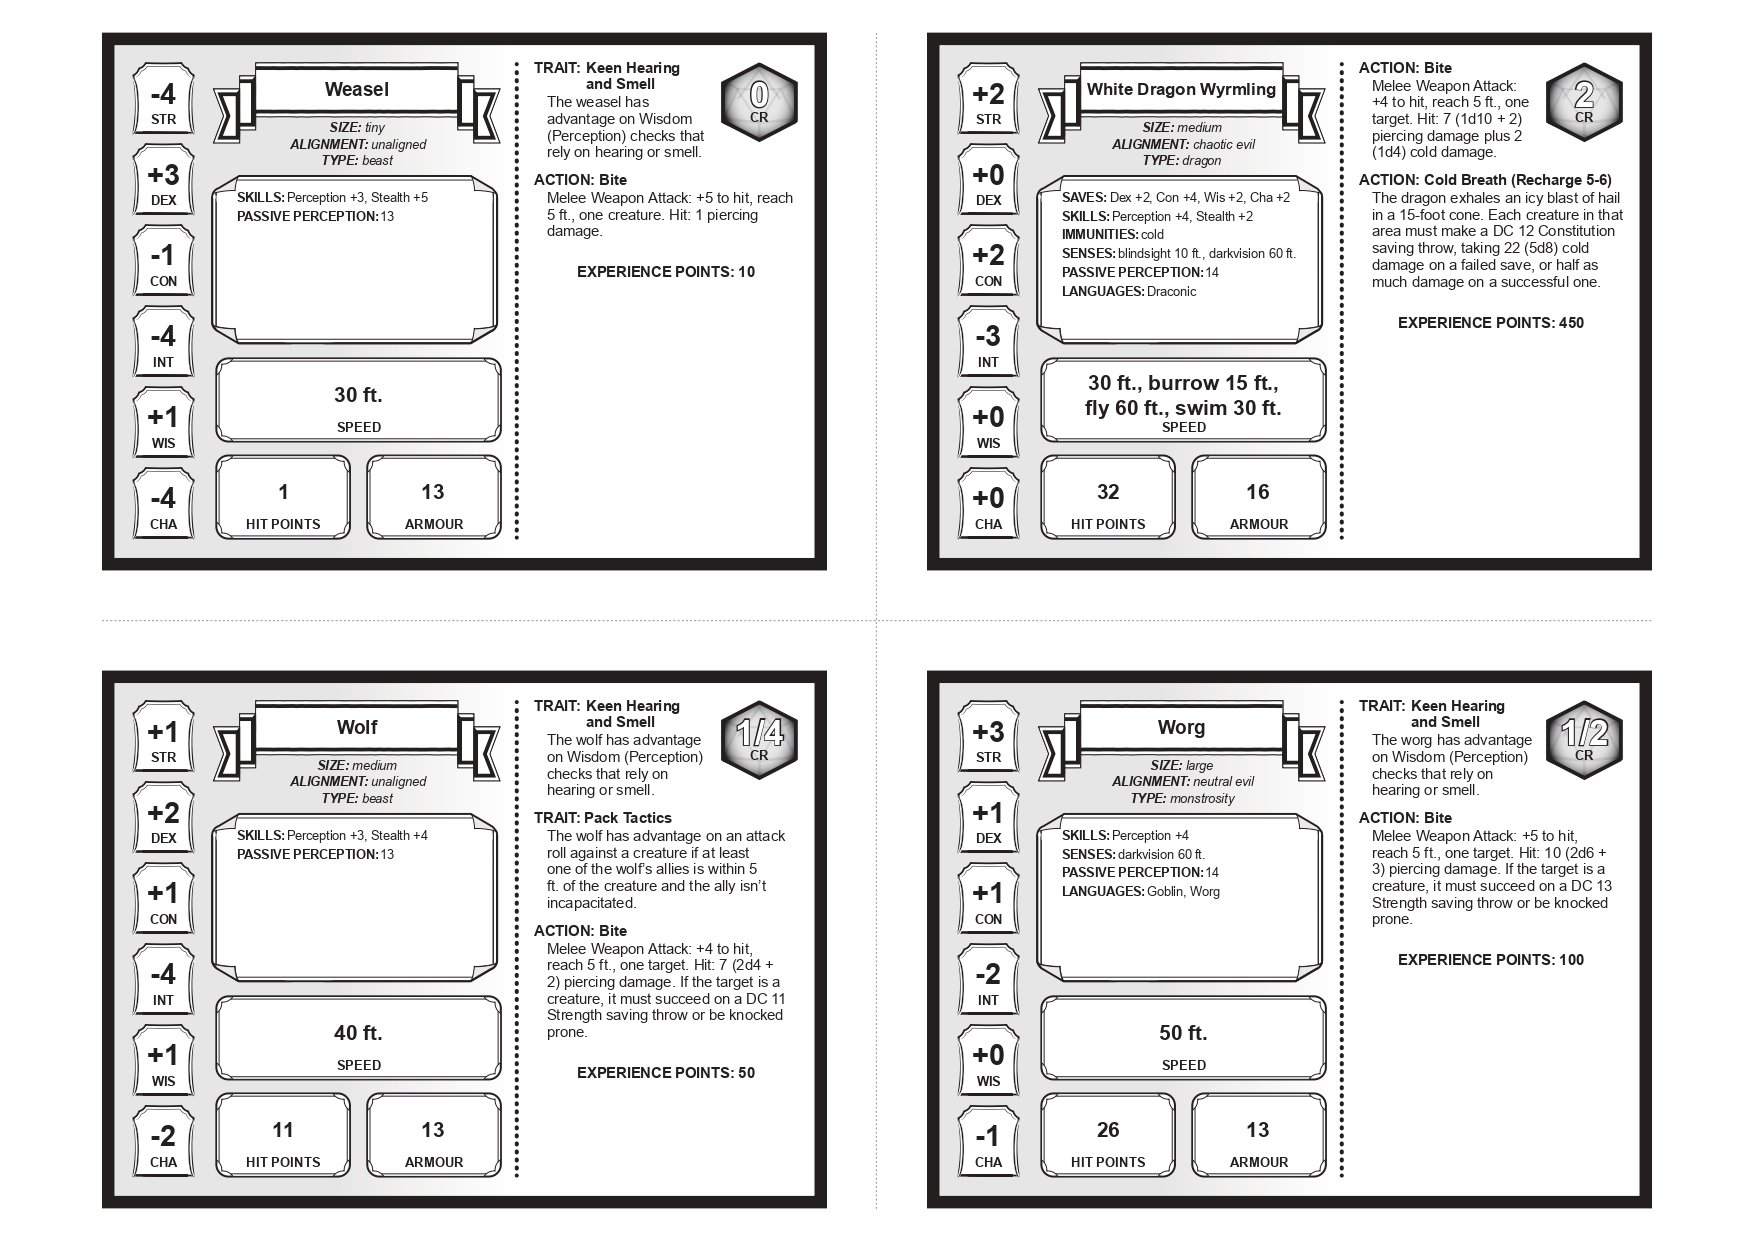 -4
STR
+3
DEX
-1
CON
-4
INT
+1
WIS
-4
CHA
Weasel
SIZE: tiny
ALIGNMENT: unaligned
TYPE: beast
SKILLS: Perception +3, Stealth +5
PASSIVE PERCEPTION: 13
30 ft.
SPEED
1
HIT POINTS
13
ARMOUR
TRAIT: Keen Hearing
and Smell
The weasel has
advantage on Wisdom
(Perception) checks that
rely on hearing or smell.
0
CR
ACTION: Bite
Melee Weapon Attack: +5 to hit, reach
5 ft., one creature. Hit: 1 piercing
damage.
EXPERIENCE POINTS: 10
+2
STR
+0
DEX
+2
CON
-3
INT
+0
WIS
+0
CHA
White Dragon Wyrmling
SIZE: medium
ALIGNMENT: chaotic evil
TYPE: dragon
SAVES: Dex +2, Con +4, Wis +2, Cha +2
SKILLS: Perception +4, Stealth +2
IMMUNITIES: cold
SENSES: blindsight 10 ft., darkvision 60 ft.
PASSIVE PERCEPTION: 14
LANGUAGES: Draconic
30 ft., burrow 15 ft.,
fly 60 ft., swim 30 ft.
SPEED
32
HIT POINTS
16
ARMOUR
ACTION: Bite
Melee Weapon Attack:
+4 to hit, reach 5 ft., one
target. Hit: 7 (1d10 + 2)
piercing damage plus 2
(1d4) cold damage.
2
CR
ACTION: Cold Breath (Recharge 5-6)
The dragon exhales an icy blast of hail
in a 15-foot cone. Each creature in that
area must make a DC 12 Constitution
saving throw, taking 22 (5d8) cold
damage on a failed save, or half as
much damage on a successful one.
EXPERIENCE POINTS: 450
+1
STR
+2
DEX
+1
CON
-4
INT
+1
WIS
-2
CHA
Wolf
SIZE: medium
ALIGNMENT: unaligned
TYPE: beast
SKILLS: Perception +3, Stealth +4
PASSIVE PERCEPTION: 13
40 ft.
SPEED
11
HIT POINTS
13
ARMOUR
TRAIT: Keen Hearing
and Smell
The wolf has advantage
on Wisdom (Perception)
checks that rely on
hearing or smell.
1/4
CR
TRAIT: Pack Tactics
The wolf has advantage on an attack
roll against a creature if at least
one of the wolf's allies is within 5
ft. of the creature and the ally isn't
incapacitated.
ACTION: Bite
Melee Weapon Attack: +4 to hit,
reach 5 ft., one target. Hit: 7 (2d4 +
2) piercing damage. If the target is a
creature, it must succeed on a DC 11
Strength saving throw or be knocked
prone.
EXPERIENCE POINTS: 50
+3
STR
+1
DEX
+1
CON
-2
INT
+0
WIS
-1
CHA
Worg
SIZE: large
ALIGNMENT: neutral evil
TYPE: monstrosity
SKILLS: Perception +4
SENSES: darkvision 60 ft.
PASSIVE PERCEPTION: 14
LANGUAGES: Goblin, Worg
50 ft.
SPEED
26
HIT POINTS
13
ARMOUR
TRAIT: Keen Hearing
and Smell
The worg has advantage
on Wisdom (Perception)
checks that rely on
hearing or smell.
1/2
CR
ACTION: Bite
Melee Weapon Attack: +5 to hit,
reach 5 ft., one target. Hit: 10 (2d6 +
3) piercing damage. If the target is a
creature, it must succeed on a DC 13
Strength saving throw or be knocked
prone.
EXPERIENCE POINTS: 100